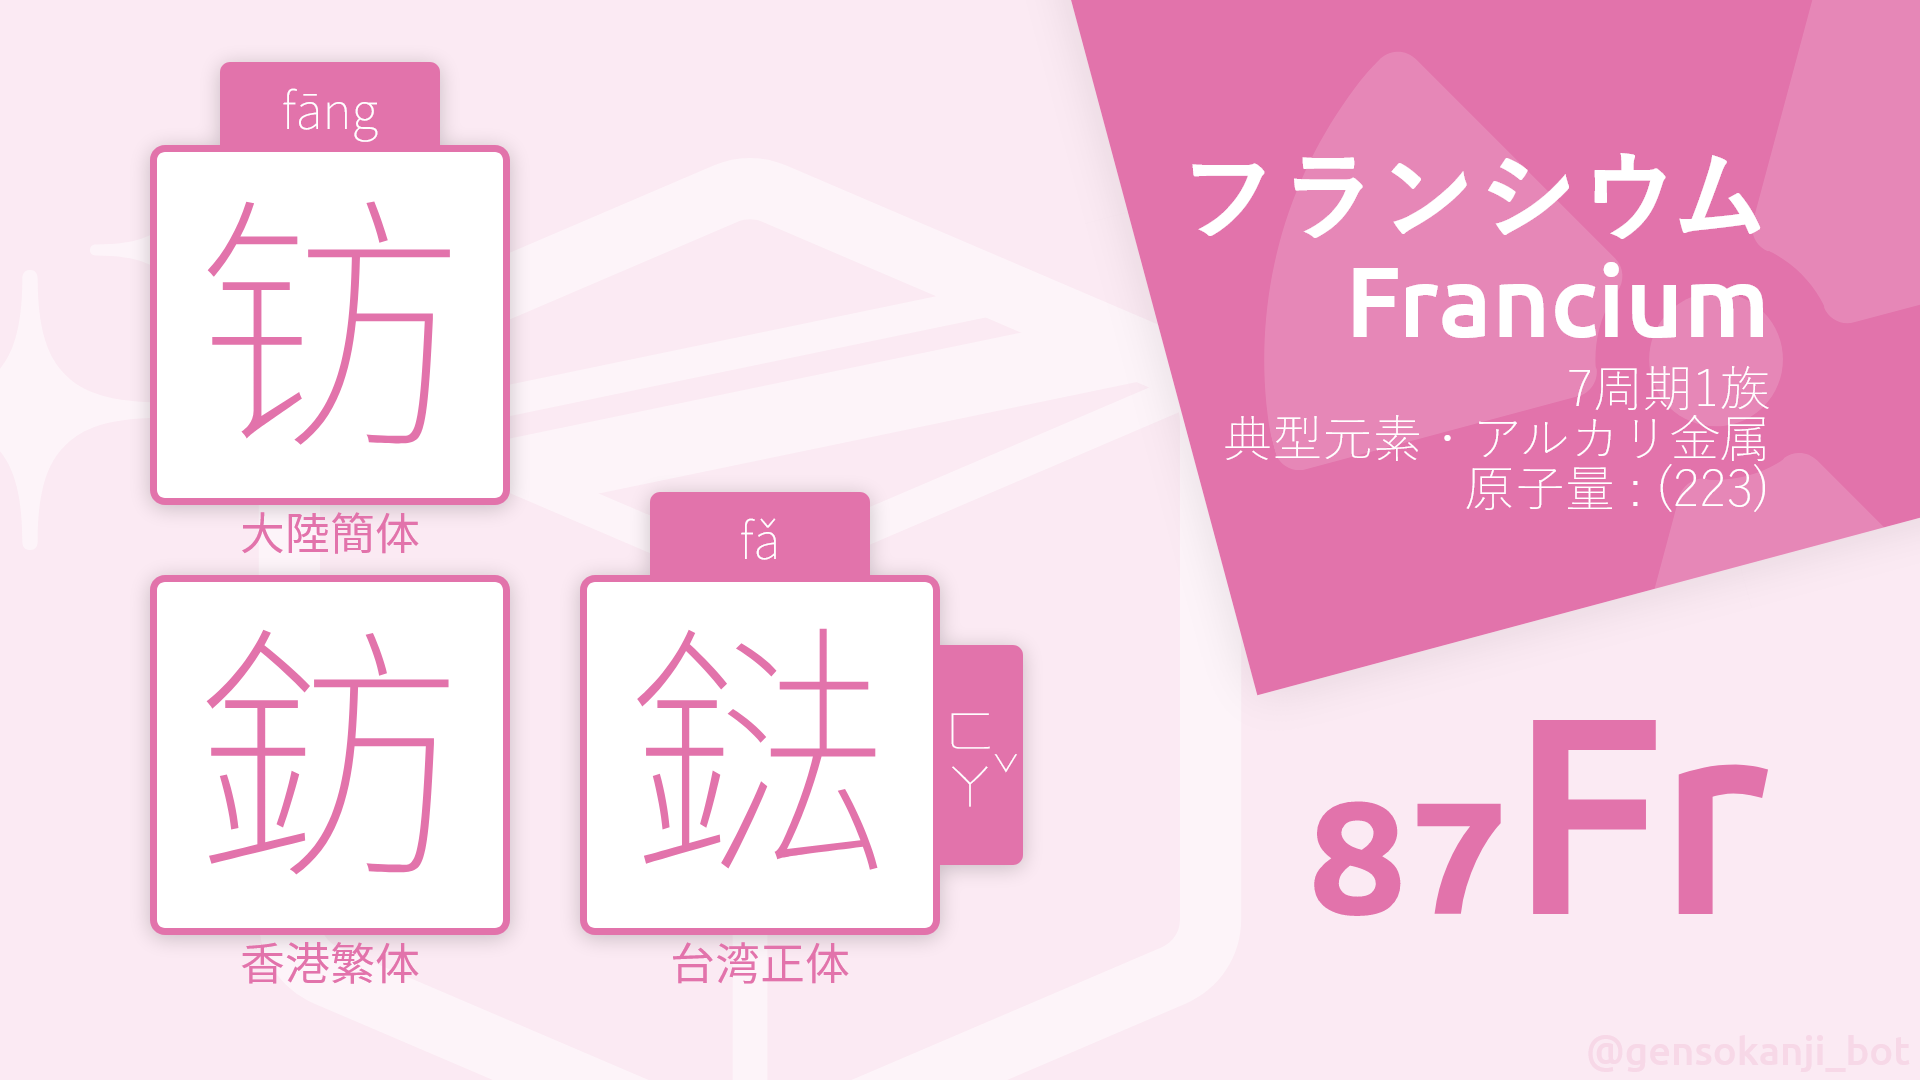 fāng
钫
大陸簡体
鈁
香港繁体
fǎ
鍅
ㄈㄚˇ
台湾正体
フランシウム
Francium
7周期1族
典型元素・アルカリ金属
原子量：(223)
87Fr
@gensokanji_bot